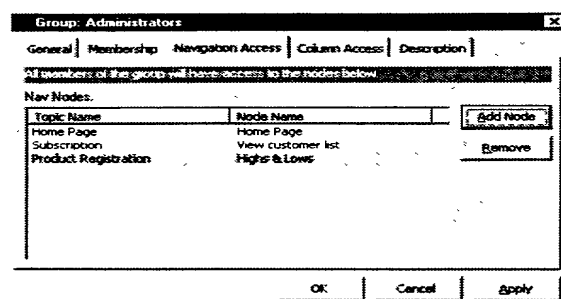 Group: Administrators
General Membership Navigation Access Column Access Description
All members of the group will have access to the nodes below
Nav Nodes:
Topic Name Node Name
Add Node
Home Page Home Page
Subscription View customer list
Remove
Product Registration Highs & Lows
OK Cancel Apply